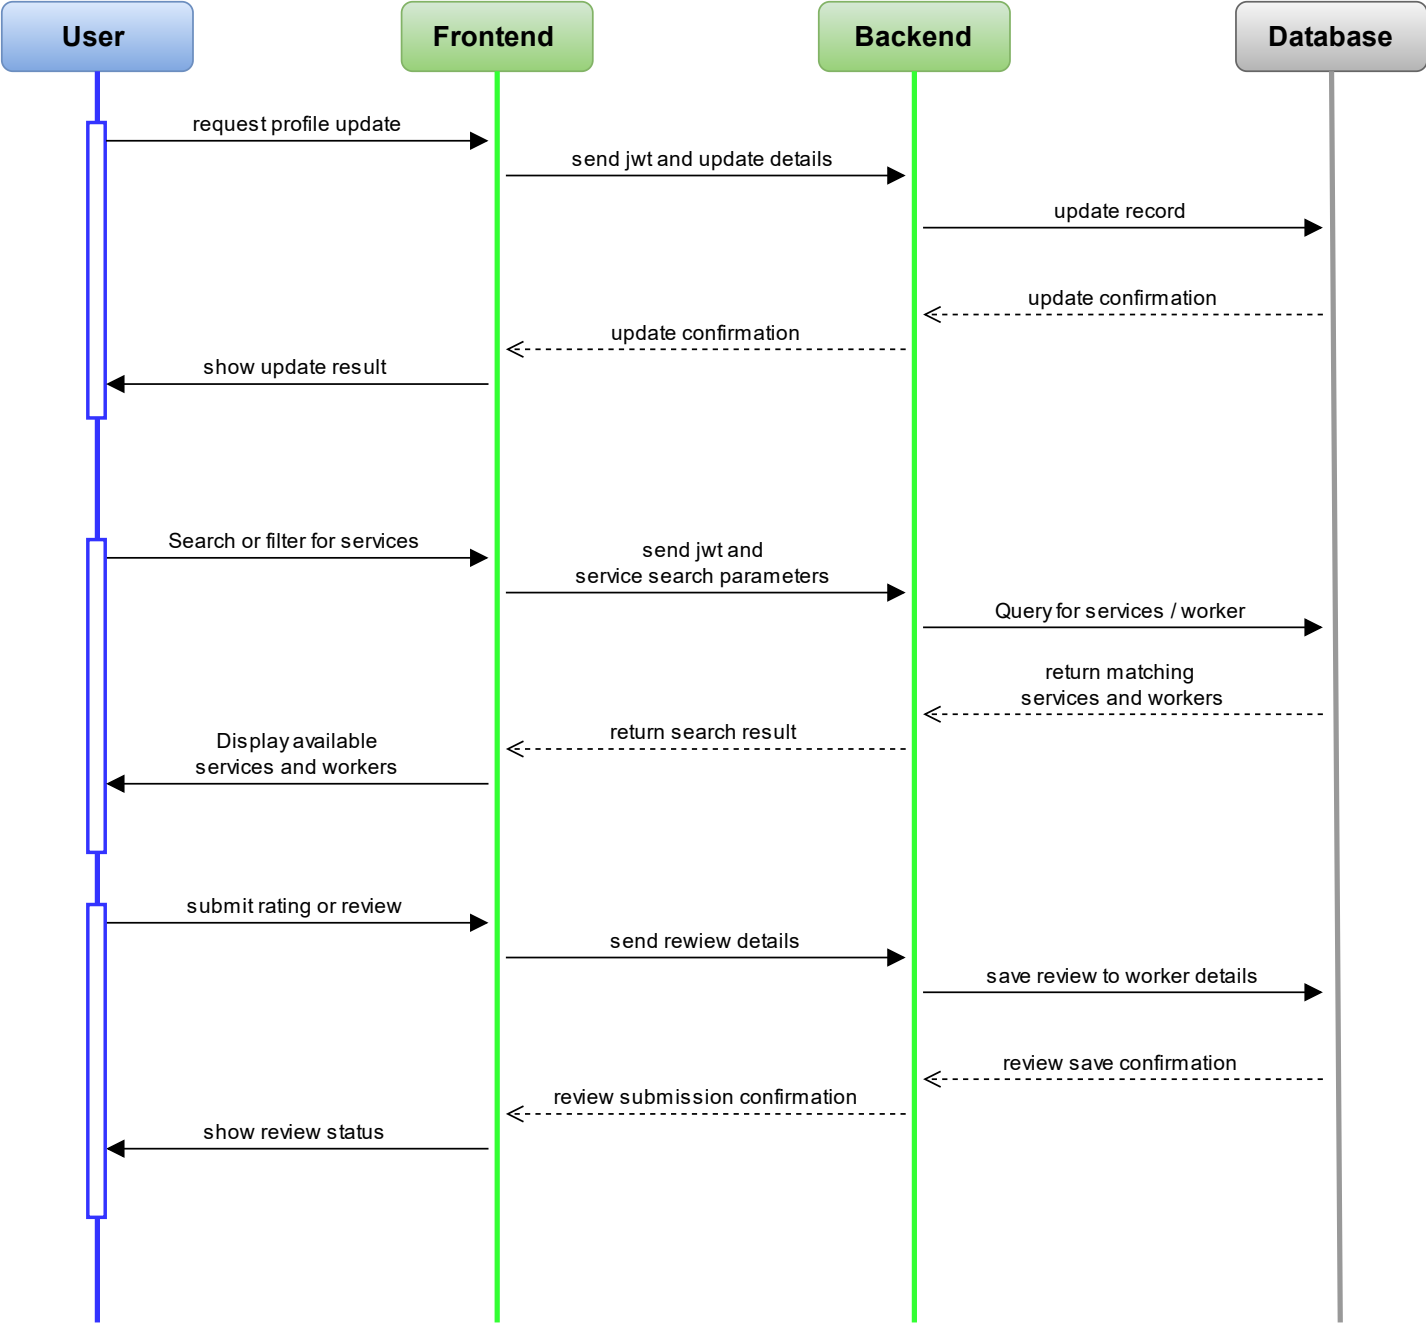 User
Frontend
Backend
Database
request profile update
send jwt and update details
update record
update confirmation
update confirmation
show update result
Search or filter for services
send jwt and
service search parameters
Query for services / worker
return matching
services and workers
return search result
Display available
services and workers
submit rating or review
send rewiew details
save review to worker details
review save confirmation
review submission confirmation
show review status